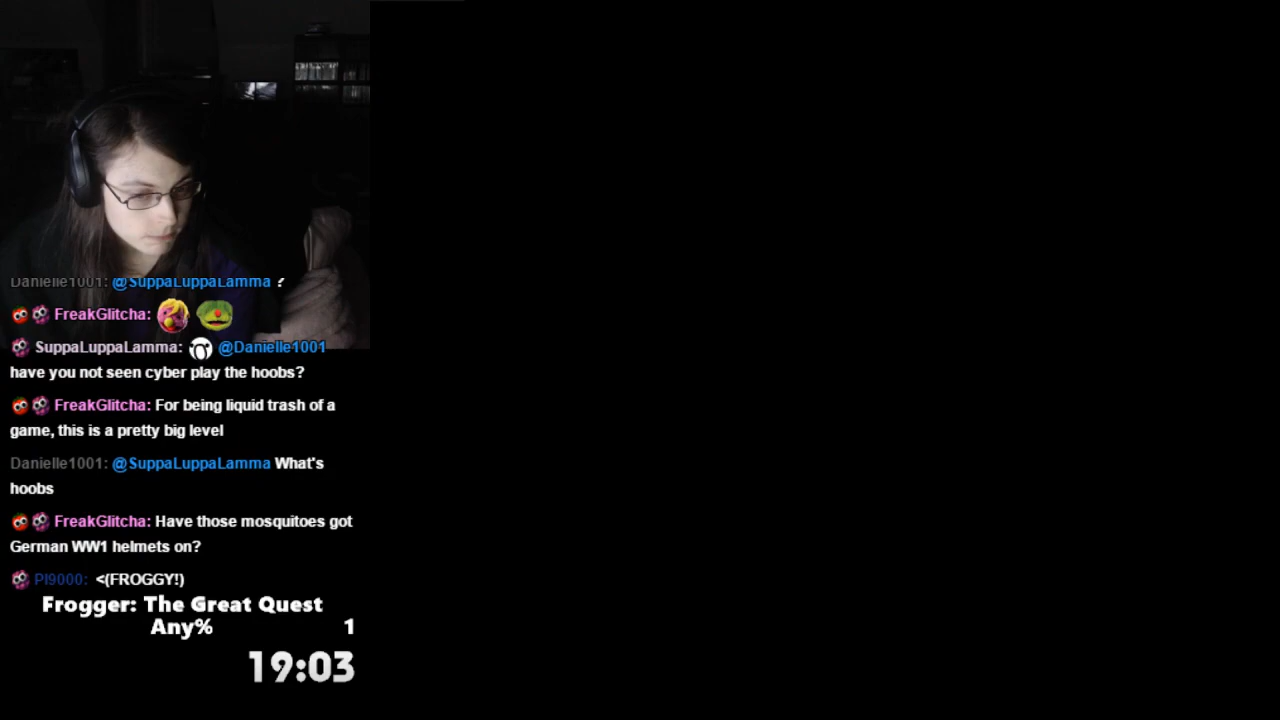 Danielle1001: @SuppaLuppaLamma ?
FreakGlitcha:
SuppaLuppaLamma: @Danielle1001
have you not seen cyber play the hoobs?
FreakGlitcha: For being liquid trash of a
game, this is a pretty big level
Danielle1001: @SuppaLuppaLamma What's
hoobs
FreakGlitcha: Have those mosquitoes got
German WW1 helmets on?
PI9000: <(FROGGY!)
Frogger: The Great Quest
Any% 1
19:03